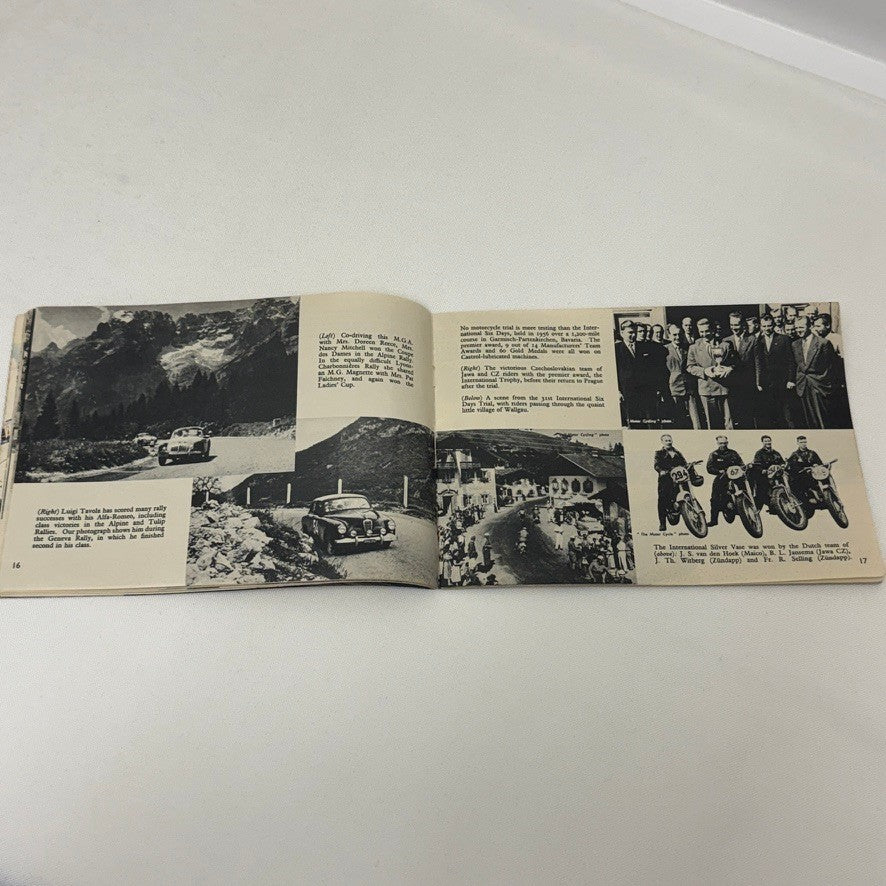 (Left) Co-driving this M.G.A.
with Mrs. Doreen Reece, Mrs.
Nancy Mitchell won the Coupe
des Dames in the Alpine Rally.
In the equally difficult Lyons-
Charbonnières Rally she shared
an M.G. Magnette with Mrs. Pat
Faichney, and again won the
Ladies' Cup.
(Right) Luigi Tavola has scored many rally
successes with his Alfa-Romeo, including
class victories in the Alpine and Tulip
Rallies. Our photograph shows him during
the Geneva Rally, in which he finished
second in his class.
16
No motorcycle trial is more testing than the Inter-
national Six Days, held in 1956 over a 1,200-mile
course in Garmisch-Partenkirchen, Bavaria. The
premier award, 9 out of 14 Manufacturers' Team
Awards and 60 Gold Medals were all won on
Castrol-lubricated machines.
(Right) The victorious Czechoslovakian team of
Jawa and CZ riders with the premier award, the
International Trophy, before their return to Prague
after the trial.
(Below) A scene from the 31st International Six
Days Trial, with riders passing through the quaint
little village of Wallgau.
"Motor Cycling" photo
"Motor Cycling" photo
284
67
"The Motor Cycle" photo
The International Silver Vase was won by the Dutch team of
(above): J. S. van den Hoek (Maico), B. L. Jansema (Jawa CZ),
J. Th. Witberg (Zündapp) and Fr. R. Selling (Zündapp).
17